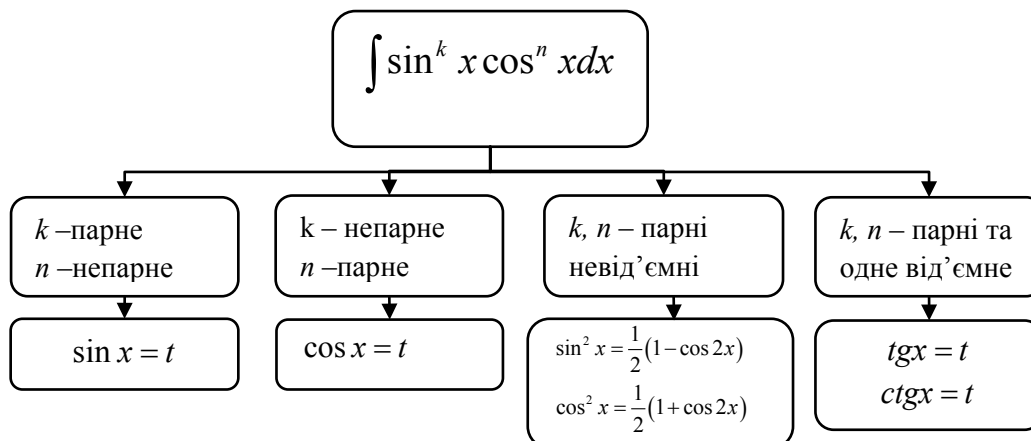 ∫ sin^k x cos^n xdx
k –парне
n –непарне
k – непарне
n – парне
k, n – парні
невід’ємні
k, n – парні та
одне від’ємне
sin x = t
cos x = t
sin² x = 1/2 (1 − cos 2x)
cos² x = 1/2 (1 + cos 2x)
tgx = t
ctgx = t